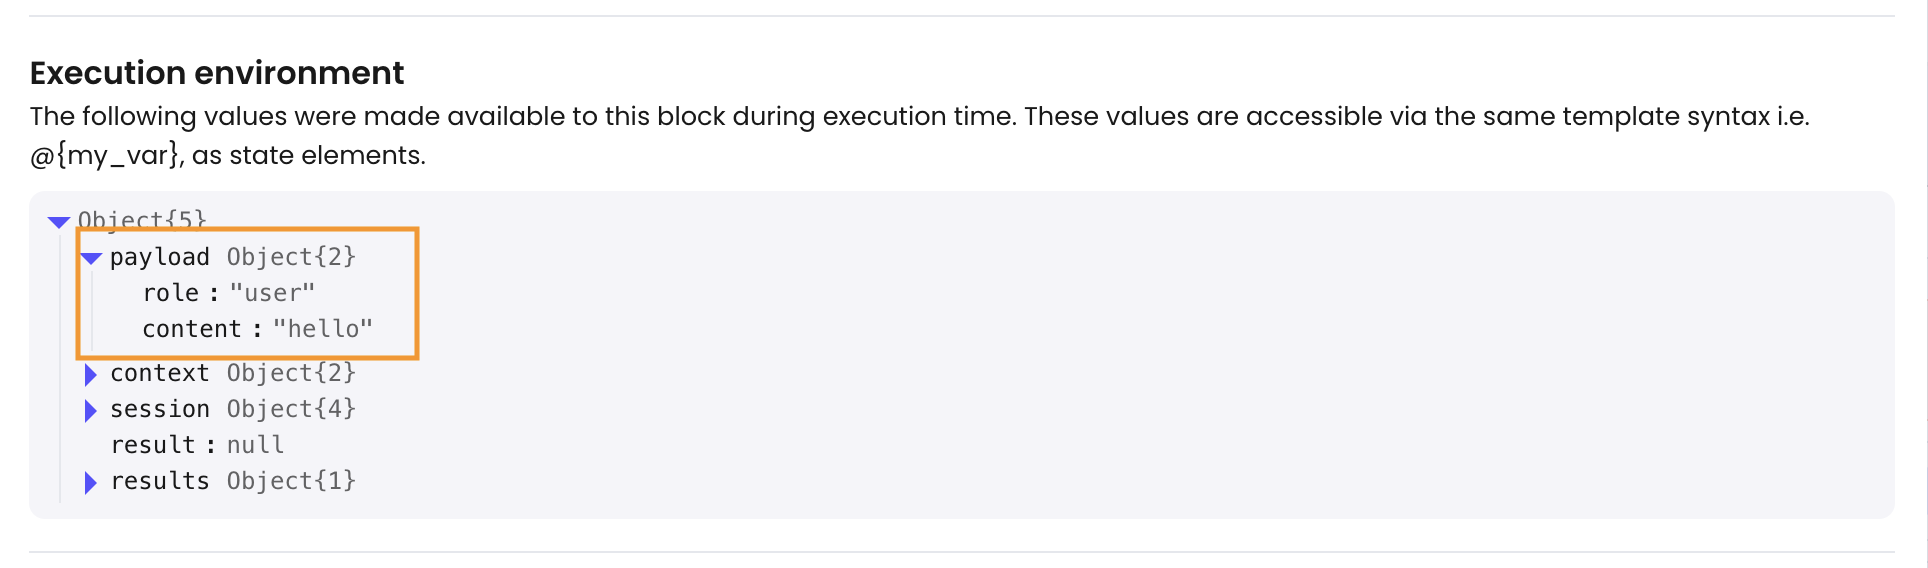 Execution environment
The following values were made available to this block during execution time. These values are accessible via the same template syntax i.e.
@{my_var}, as state elements.
Object{5}
payload Object{2}
role : "user"
content : "hello"
context Object{2}
session Object{4}
result : null
results Object{1}